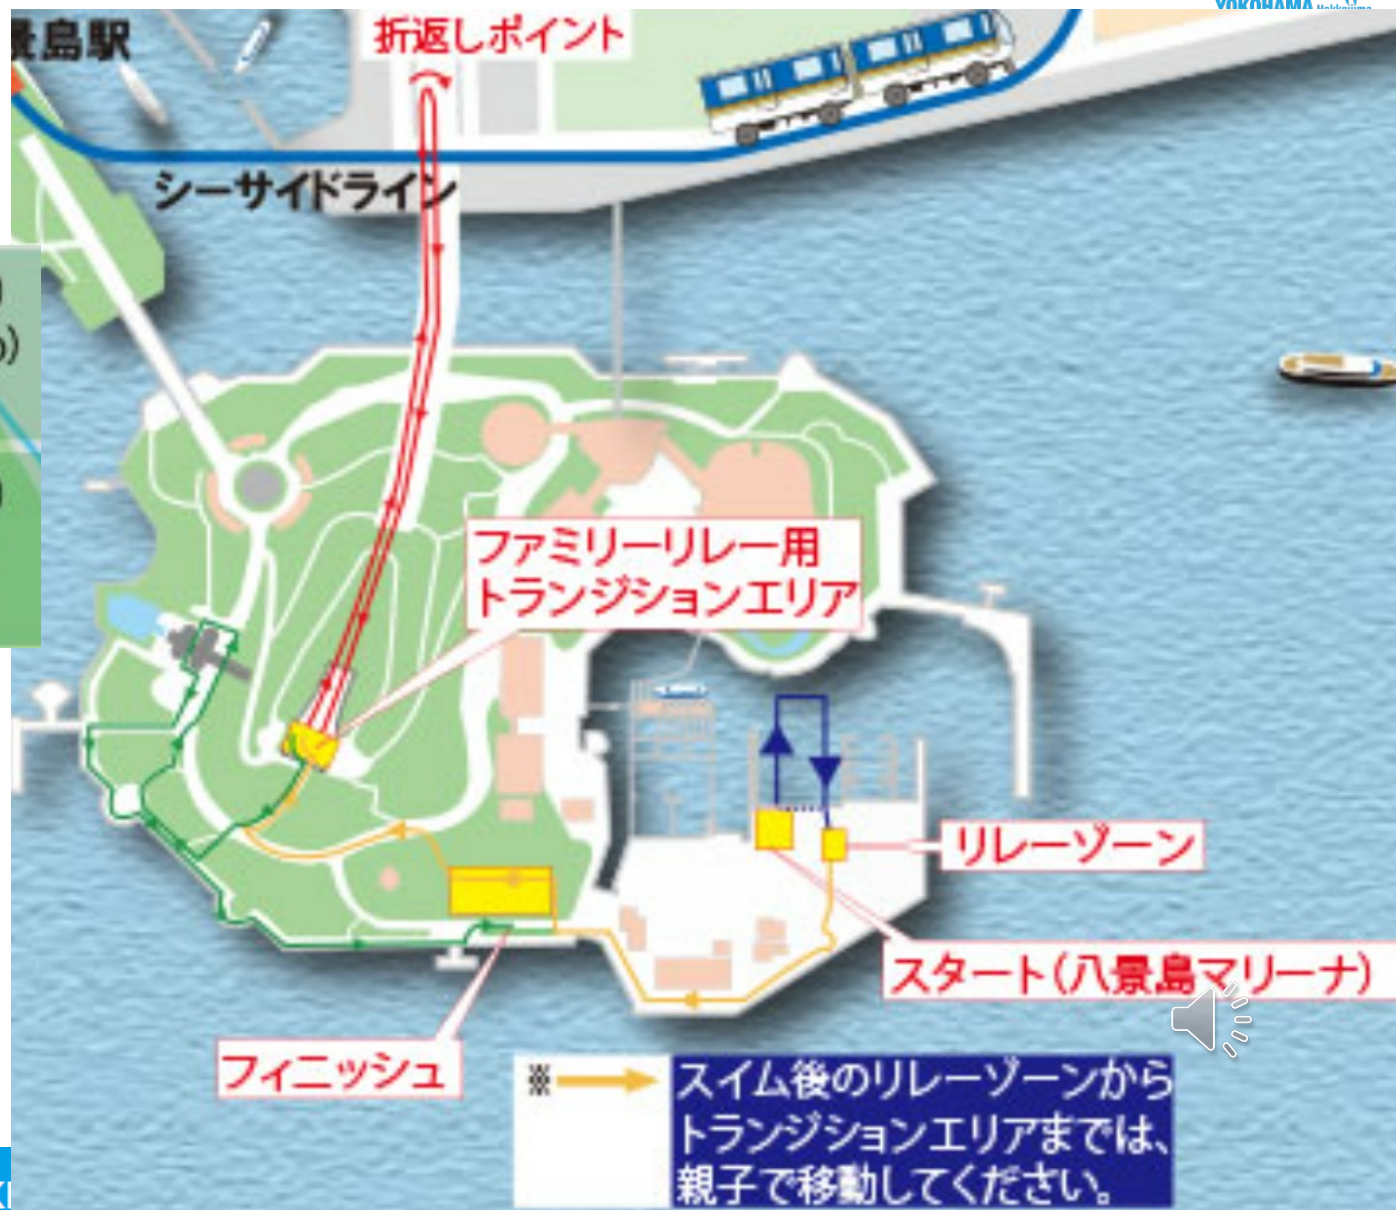 YOKOHAMA Hakkeijima
景島駅
折返しポイント
シーサイドライン
ファミリーリレー用
トランジションエリア
リレーゾーン
スタート(八景島マリーナ)
フィニッシュ
※
スイム後のリレーゾーンから
トランジションエリアまでは、
親子で移動してください。